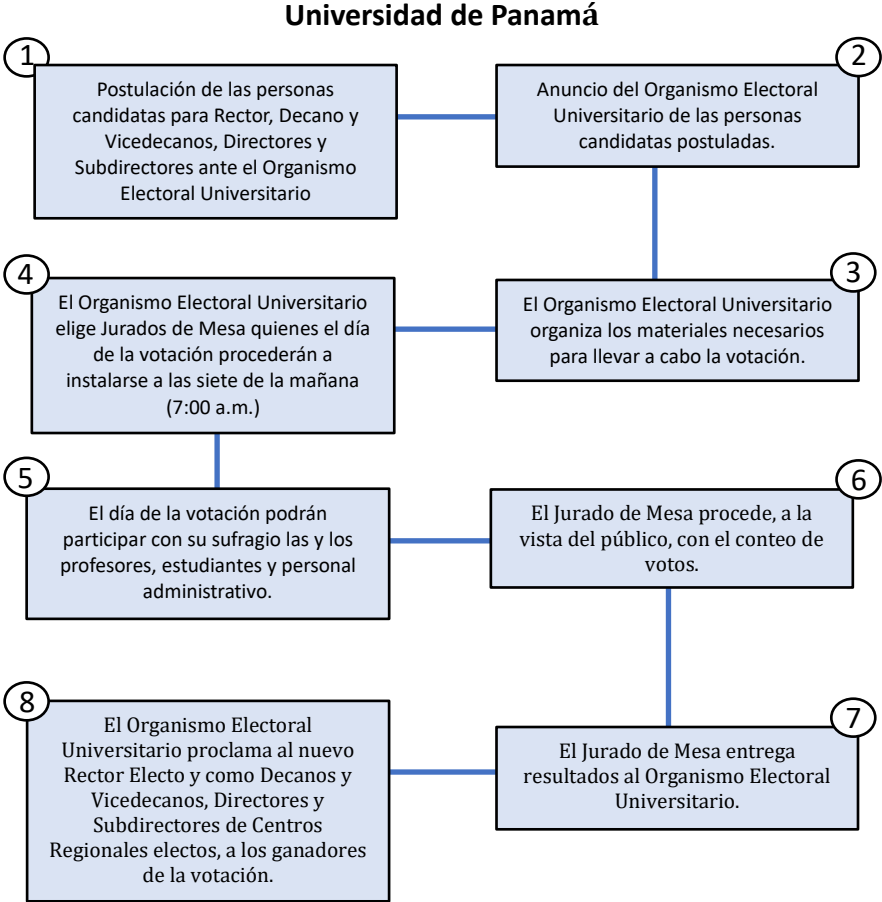 Universidad de Panamá
1
Postulación de las personas
candidatas para Rector, Decano y
Vicedecanos, Directores y
Subdirectores ante el Organismo
Electoral Universitario
2
Anuncio del Organismo Electoral
Universitario de las personas
candidatas postuladas.
3
El Organismo Electoral Universitario
organiza los materiales necesarios
para llevar a cabo la votación.
4
El Organismo Electoral Universitario
elige Jurados de Mesa quienes el día
de la votación procederán a
instalarse a las siete de la mañana
(7:00 a.m.)
5
El día de la votación podrán
participar con su sufragio las y los
profesores, estudiantes y personal
administrativo.
6
El Jurado de Mesa procede, a la
vista del público, con el conteo de
votos.
7
El Jurado de Mesa entrega
resultados al Organismo Electoral
Universitario.
8
El Organismo Electoral
Universitario proclama al nuevo
Rector Electo y como Decanos y
Vicedecanos, Directores y
Subdirectores de Centros
Regionales electos, a los ganadores
de la votación.